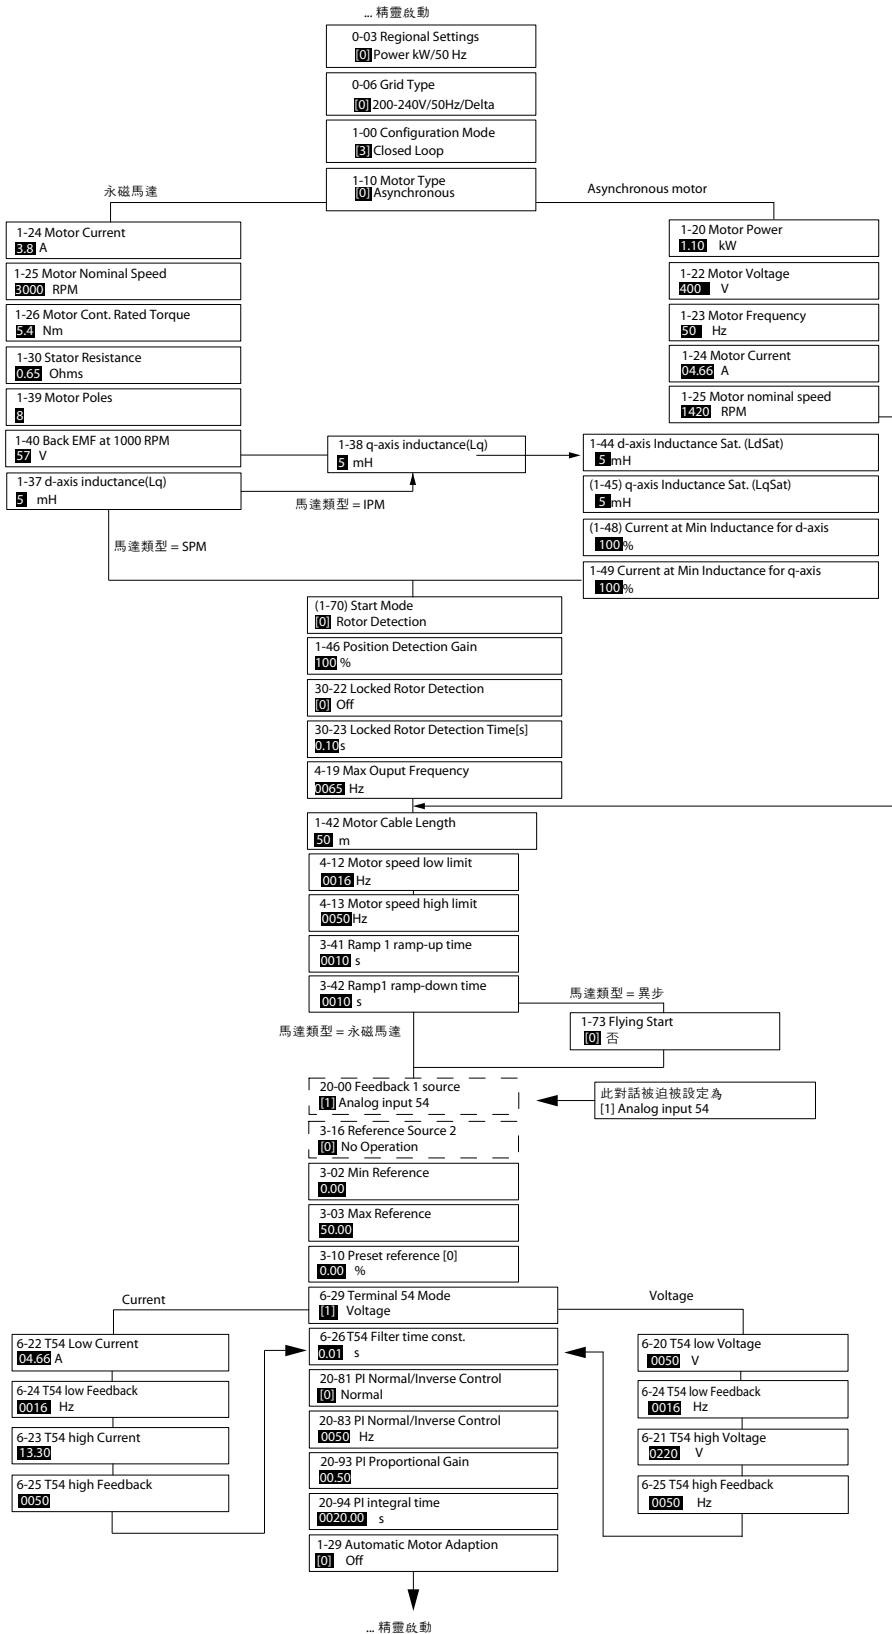 ... 精靈啟動
0-03 Regional Settings
[0] Power kW/50 Hz
0-06 Grid Type
[0] 200-240V/50Hz/Delta
1-00 Configuration Mode
[3] Closed Loop
1-10 Motor Type
[0] Asynchronous
永磁馬達
Asynchronous motor
1-24 Motor Current
3.8 A
1-25 Motor Nominal Speed
3000 RPM
1-26 Motor Cont. Rated Torque
5.4 Nm
1-30 Stator Resistance
0.65 Ohms
1-39 Motor Poles
8
1-40 Back EMF at 1000 RPM
57 V
1-37 d-axis inductance(Lq)
5 mH
1-20 Motor Power
1.10 kW
1-22 Motor Voltage
400 V
1-23 Motor Frequency
50 Hz
1-24 Motor Current
04.66 A
1-25 Motor nominal speed
1420 RPM
1-38 q-axis inductance(Lq)
5 mH
馬達類型 = IPM
馬達類型 = SPM
1-44 d-axis Inductance Sat. (LdSat)
5 mH
(1-45) q-axis Inductance Sat. (LqSat)
5 mH
(1-48) Current at Min Inductance for d-axis
100 %
1-49 Current at Min Inductance for q-axis
100 %
(1-70) Start Mode
[0] Rotor Detection
1-46 Position Detection Gain
100 %
30-22 Locked Rotor Detection
[0] Off
30-23 Locked Rotor Detection Time[s]
0.10 s
4-19 Max Ouput Frequency
0065 Hz
1-42 Motor Cable Length
50 m
4-12 Motor speed low limit
0016 Hz
4-13 Motor speed high limit
0050 Hz
3-41 Ramp 1 ramp-up time
0010 s
3-42 Ramp1 ramp-down time
0010 s
馬達類型 = 異步
馬達類型 = 永磁馬達
1-73 Flying Start
[0] 否
20-00 Feedback 1 source
[1] Analog input 54
此對話被迫被設定為
[1] Analog input 54
3-16 Reference Source 2
[0] No Operation
3-02 Min Reference
0.00
3-03 Max Reference
50.00
3-10 Preset reference [0]
0.00 %
6-29 Terminal 54 Mode
[1] Voltage
Current
Voltage
6-22 T54 Low Current
04.66 A
6-24 T54 low Feedback
0016 Hz
6-23 T54 high Current
13.30
6-25 T54 high Feedback
0050
6-26 T54 Filter time const.
0.01 s
20-81 PI Normal/Inverse Control
[0] Normal
20-83 PI Normal/Inverse Control
0050 Hz
20-93 PI Proportional Gain
00.50
20-94 PI integral time
0020.00 s
1-29 Automatic Motor Adaption
[0] Off
6-20 T54 low Voltage
0050 V
6-24 T54 low Feedback
0016 Hz
6-21 T54 high Voltage
0220 V
6-25 T54 high Feedback
0050 Hz
... 精靈啟動